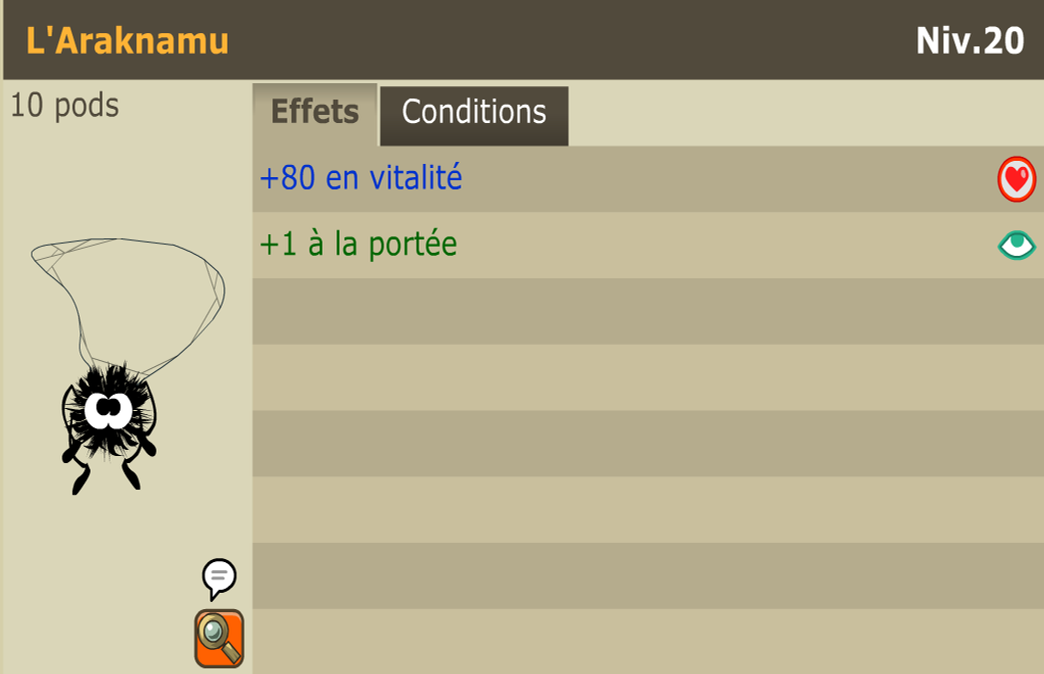 L'Araknamu
Niv.20
10 pods
Effets
Conditions
+80 en vitalité
+1 à la portée